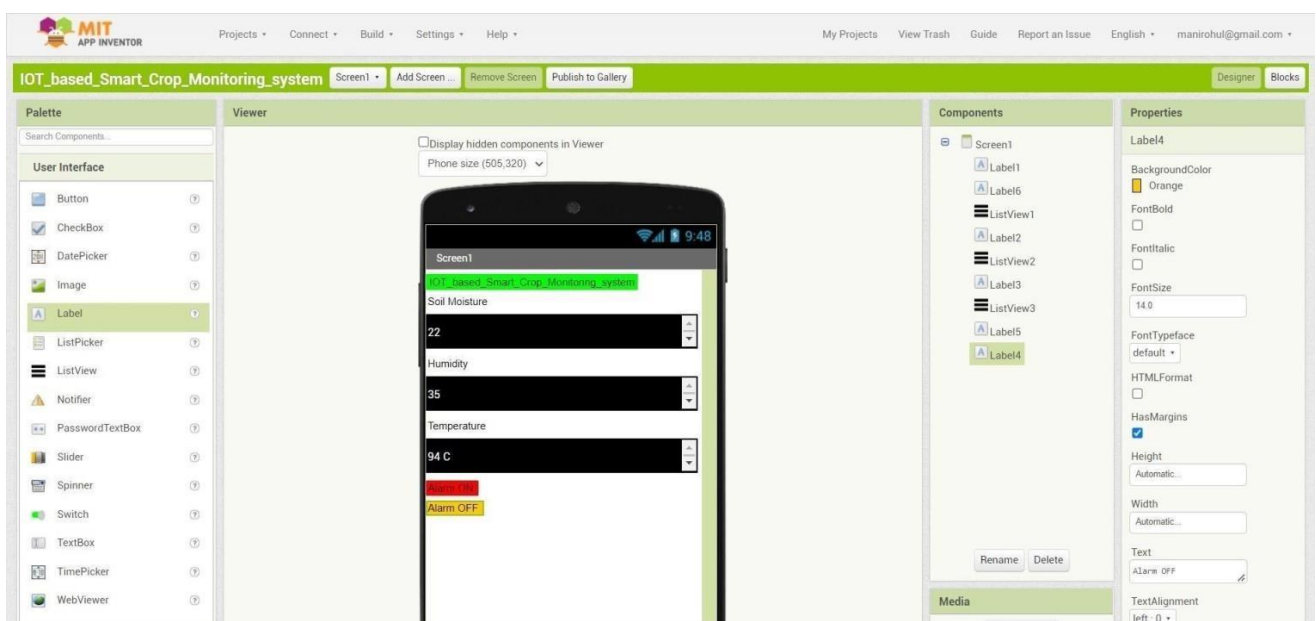 MIT
APP INVENTOR
Projects Connect Build Settings Help My Projects View Trash Guide Report an Issue English manirohul@gmail.com
IOT_based_Smart_Crop_Monitoring_system Screen1 Add Screen ... Remove Screen Publish to Gallery Designer Blocks
Palette
Search Components...
User Interface
Button
CheckBox
DatePicker
Image
Label
ListPicker
ListView
Notifier
PasswordTextBox
Slider
Spinner
Switch
TextBox
TimePicker
WebViewer
Viewer
Display hidden components in Viewer
Phone size (505,320)
9:48
Screen1
IOT_based_Smart_Crop_Monitoring_system
Soil Moisture
22
Humidity
35
Temperature
94 C
Alarm ON
Alarm OFF
Components
Screen1
Label1
Label6
ListView1
Label2
ListView2
Label3
ListView3
Label5
Label4
Rename Delete
Media
Properties
Label4
BackgroundColor
Orange
FontBold
FontItalic
FontSize
14.0
FontTypeface
default
HTMLFormat
HasMargins
Height
Automatic...
Width
Automatic...
Text
Alarm OFF
TextAlignment
left : 0